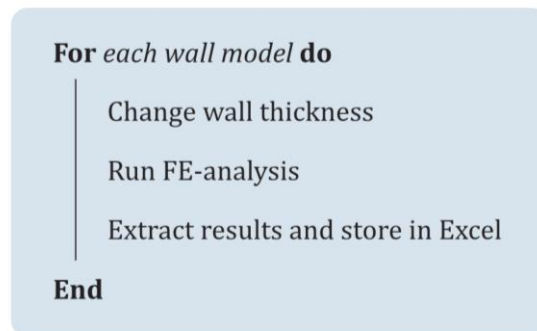 For each wall model do
Change wall thickness
Run FE-analysis
Extract results and store in Excel
End